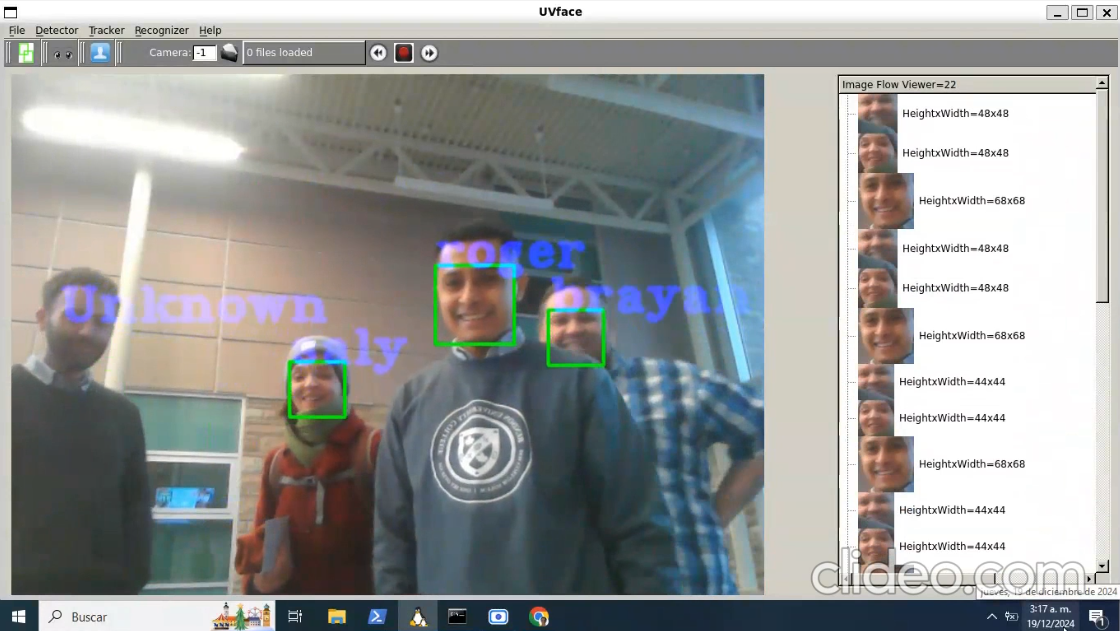 UVface
File Detector Tracker Recognizer Help
Camera: -1 0 files loaded
Image Flow Viewer=22
HeightxWidth=48x48
HeightxWidth=48x48
HeightxWidth=68x68
HeightxWidth=48x48
HeightxWidth=48x48
HeightxWidth=68x68
HeightxWidth=44x44
HeightxWidth=44x44
HeightxWidth=68x68
HeightxWidth=44x44
HeightxWidth=44x44
roger
brayan
Unknown
clideo.com
jueves, 19 de diciembre de 2024
Buscar
3:17 a. m.
19/12/2024
1